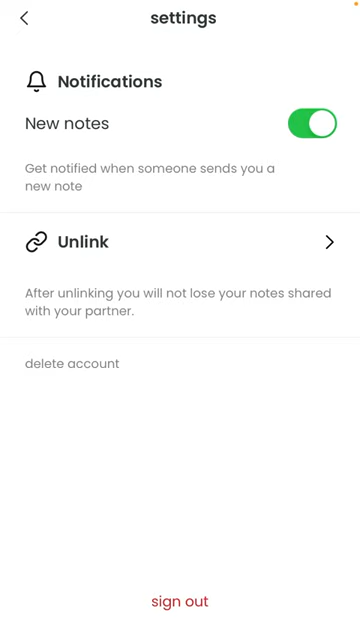 settings
Notifications
New notes
Get notified when someone sends you a
new note
Unlink
After unlinking you will not lose your notes shared
with your partner.
delete account
sign out